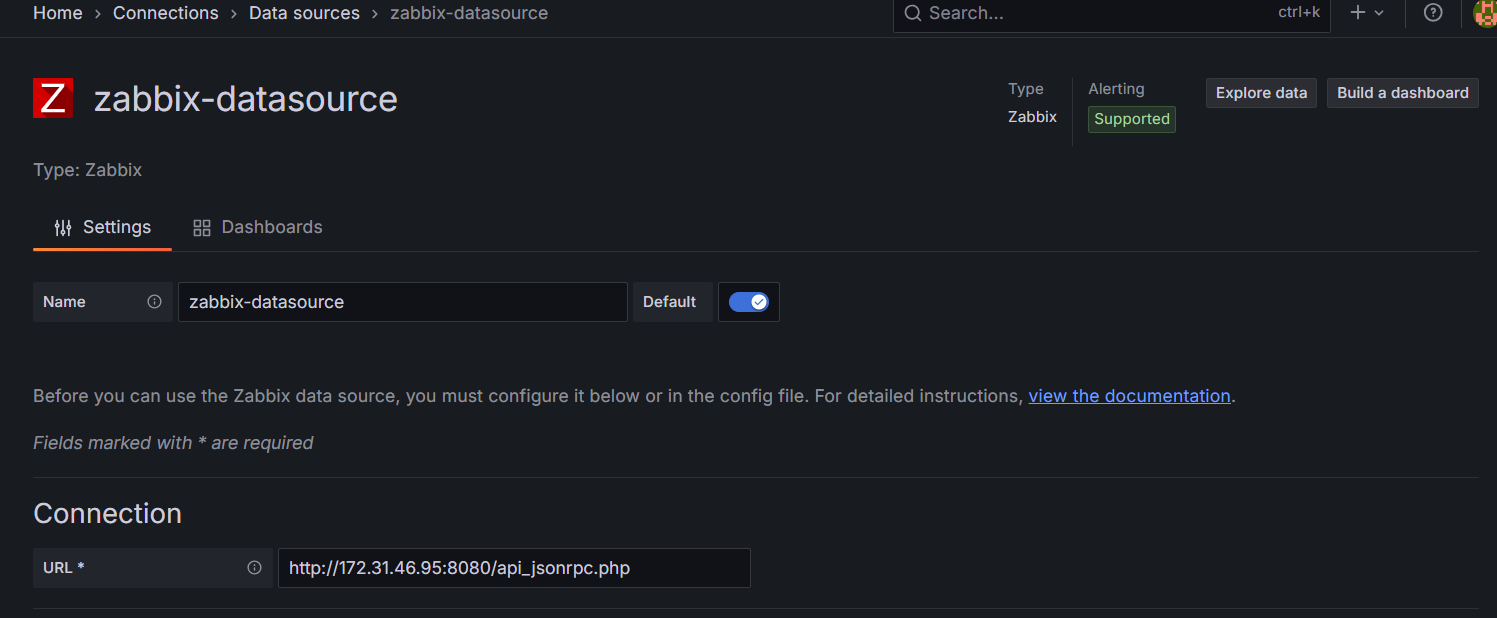 Home > Connections > Data sources > zabbix-datasource
Search...
ctrl+k
Z
zabbix-datasource
Type
Zabbix
Alerting
Supported
Explore data
Build a dashboard
Type: Zabbix
Settings
Dashboards
Name
zabbix-datasource
Default
Before you can use the Zabbix data source, you must configure it below or in the config file. For detailed instructions, view the documentation.
Fields marked with * are required
Connection
URL *
http://172.31.46.95:8080/api_jsonrpc.php